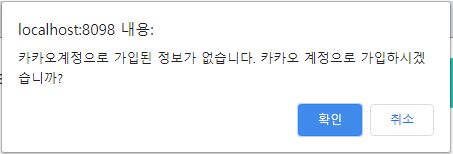 localhost:8098 내용:
카카오계정으로 가입된 정보가 없습니다. 카카오 계정으로 가입하시겠
습니까?
확인
취소